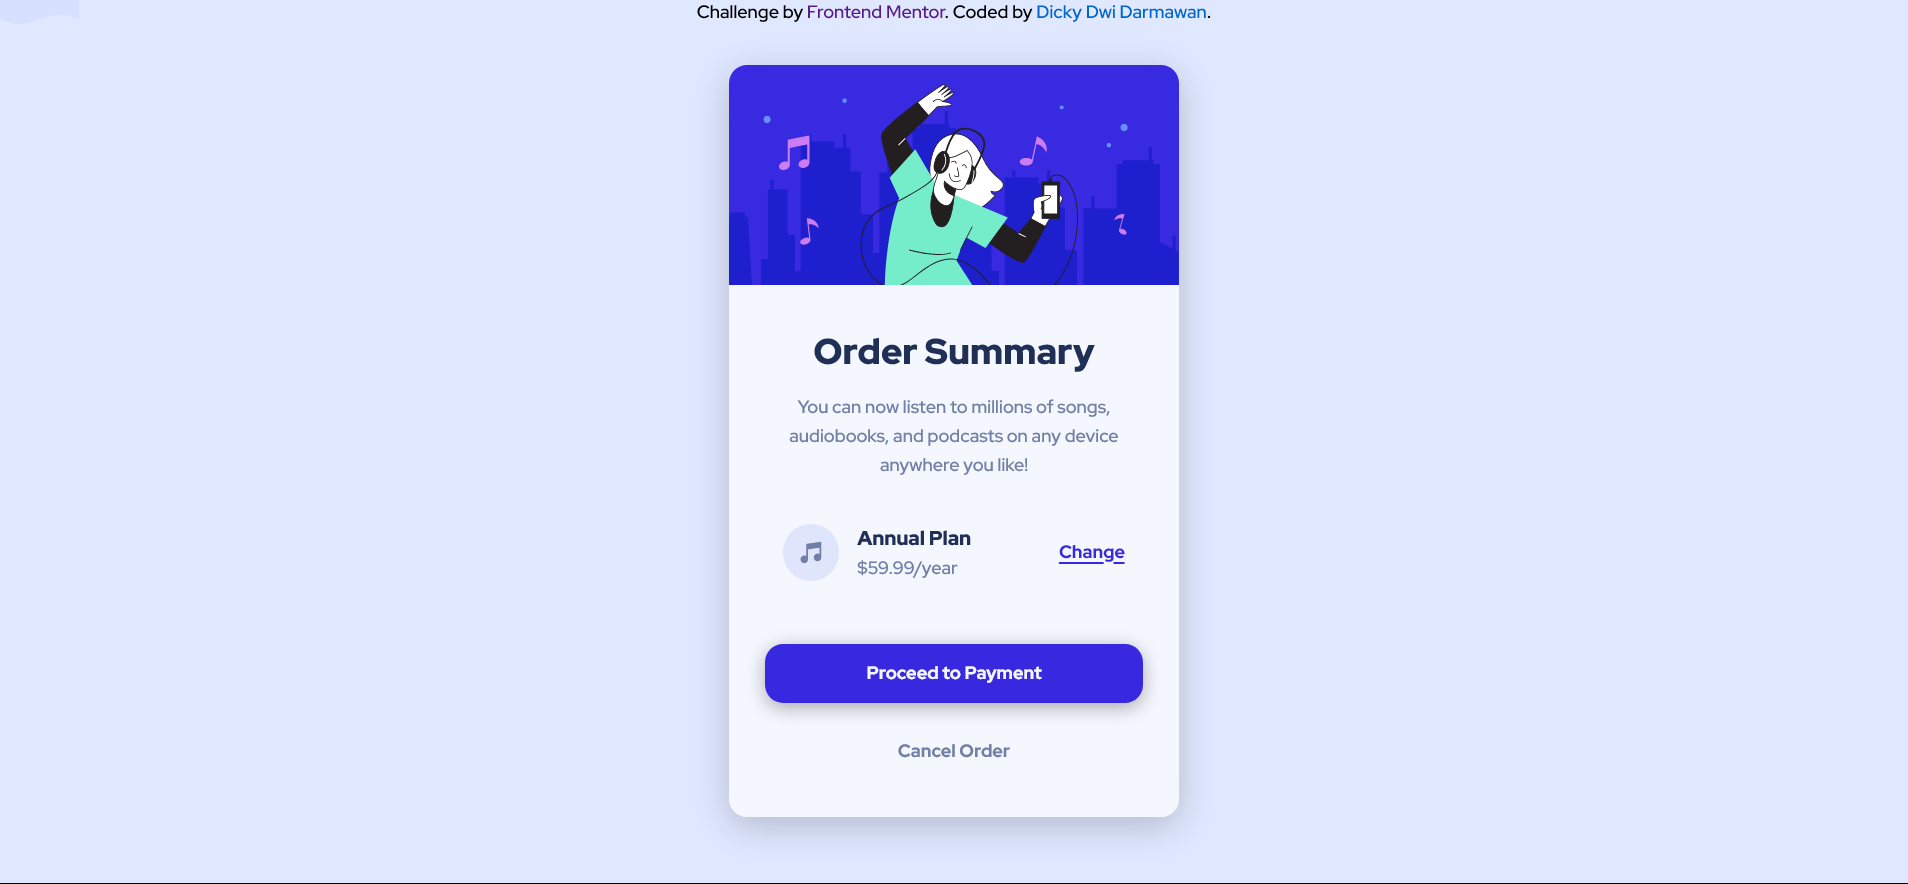 Challenge by Frontend Mentor. Coded by Dicky Dwi Darmawan.
Order Summary
You can now listen to millions of songs,
audiobooks, and podcasts on any device
anywhere you like!
Annual Plan
$59.99/year
Change
Proceed to Payment
Cancel Order